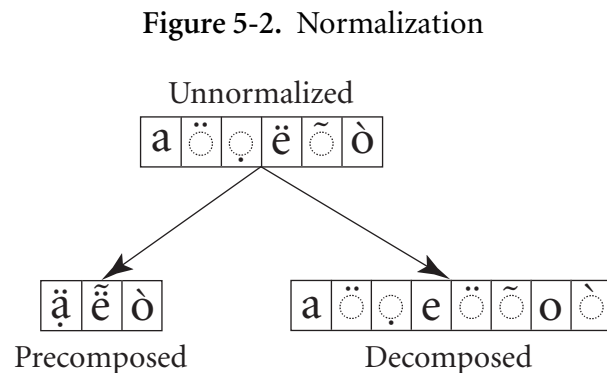 Figure 5-2. Normalization
Unnormalized
a ◌̈ ◌̣ ë ◌̃ ò
ạ̈ ë̃ ò
a ◌̈ ◌̣ e ◌̈ ◌̃ o ◌̀
Precomposed
Decomposed